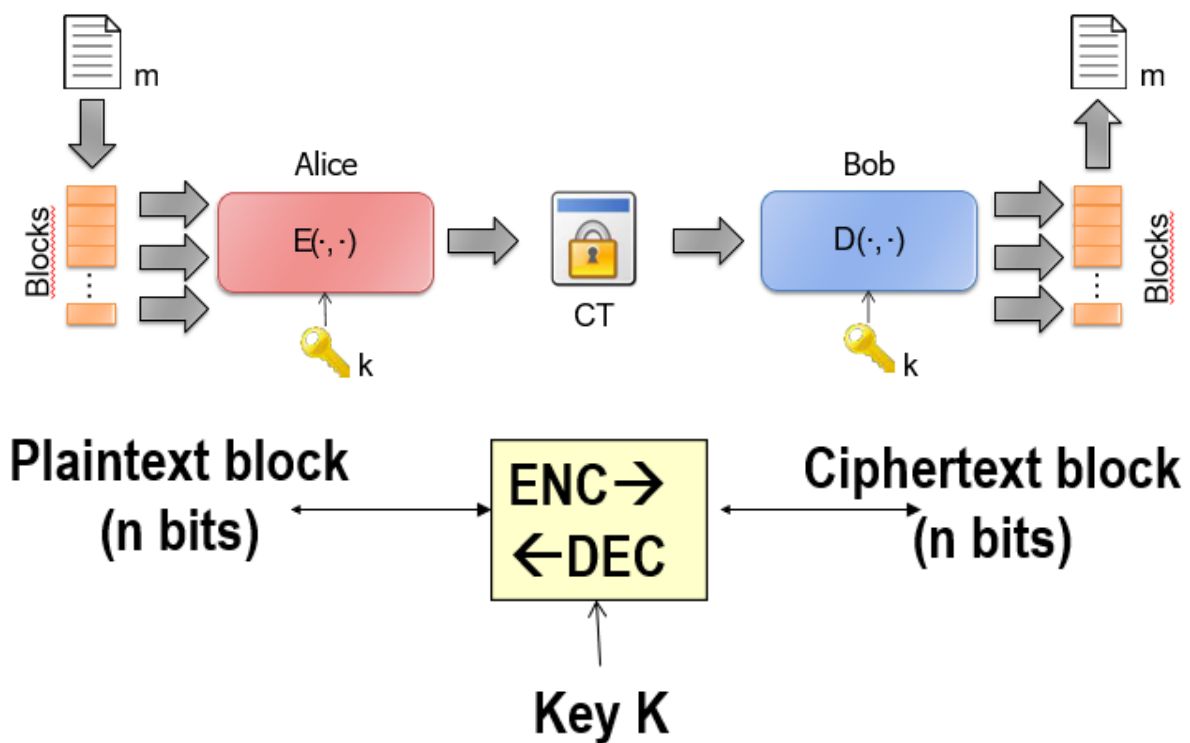 m
m
Alice
Bob
Blocks
E(·,·)
D(·,·)
Blocks
CT
k
k
Plaintext block
(n bits)
ENC→
←DEC
Ciphertext block
(n bits)
Key K